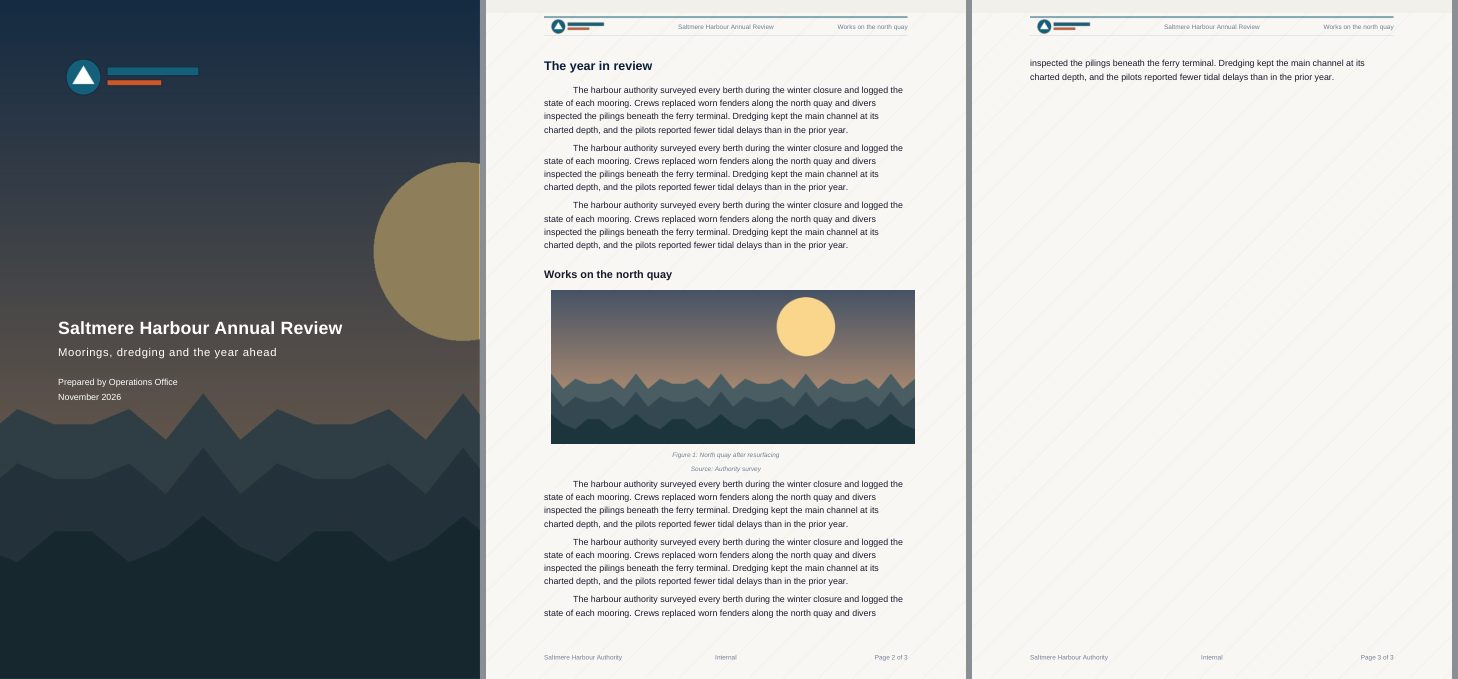 Saltmere Harbour Annual Review
Moorings, dredging and the year ahead
Prepared by Operations Office
November 2026
Saltmere Harbour Annual Review
Works on the north quay
The year in review
The harbour authority surveyed every berth during the winter closure and logged the
state of each mooring. Crews replaced worn fenders along the north quay and divers
inspected the pilings beneath the ferry terminal. Dredging kept the main channel at its
charted depth, and the pilots reported fewer tidal delays than in the prior year.
The harbour authority surveyed every berth during the winter closure and logged the
state of each mooring. Crews replaced worn fenders along the north quay and divers
inspected the pilings beneath the ferry terminal. Dredging kept the main channel at its
charted depth, and the pilots reported fewer tidal delays than in the prior year.
The harbour authority surveyed every berth during the winter closure and logged the
state of each mooring. Crews replaced worn fenders along the north quay and divers
inspected the pilings beneath the ferry terminal. Dredging kept the main channel at its
charted depth, and the pilots reported fewer tidal delays than in the prior year.
Works on the north quay
Figure 1: North quay after resurfacing
Source: Authority survey
The harbour authority surveyed every berth during the winter closure and logged the
state of each mooring. Crews replaced worn fenders along the north quay and divers
inspected the pilings beneath the ferry terminal. Dredging kept the main channel at its
charted depth, and the pilots reported fewer tidal delays than in the prior year.
The harbour authority surveyed every berth during the winter closure and logged the
state of each mooring. Crews replaced worn fenders along the north quay and divers
inspected the pilings beneath the ferry terminal. Dredging kept the main channel at its
charted depth, and the pilots reported fewer tidal delays than in the prior year.
The harbour authority surveyed every berth during the winter closure and logged the
state of each mooring. Crews replaced worn fenders along the north quay and divers
Saltmere Harbour Authority
Internal
Page 2 of 3
Saltmere Harbour Annual Review
Works on the north quay
inspected the pilings beneath the ferry terminal. Dredging kept the main channel at its
charted depth, and the pilots reported fewer tidal delays than in the prior year.
Saltmere Harbour Authority
Internal
Page 3 of 3